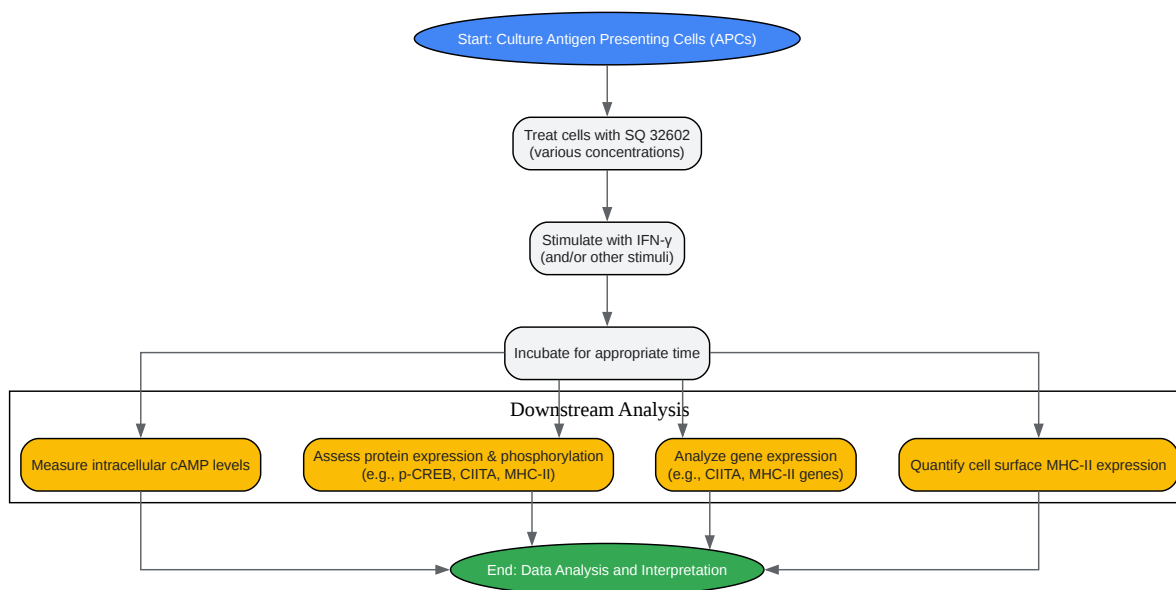 Start: Culture Antigen Presenting Cells (APCs)
Treat cells with SQ 32602
(various concentrations)
Stimulate with IFN-γ
(and/or other stimuli)
Incubate for appropriate time
Downstream Analysis
Measure intracellular cAMP levels
Assess protein expression & phosphorylation
(e.g., p-CREB, CIITA, MHC-II)
Analyze gene expression
(e.g., CIITA, MHC-II genes)
Quantify cell surface MHC-II expression
End: Data Analysis and Interpretation